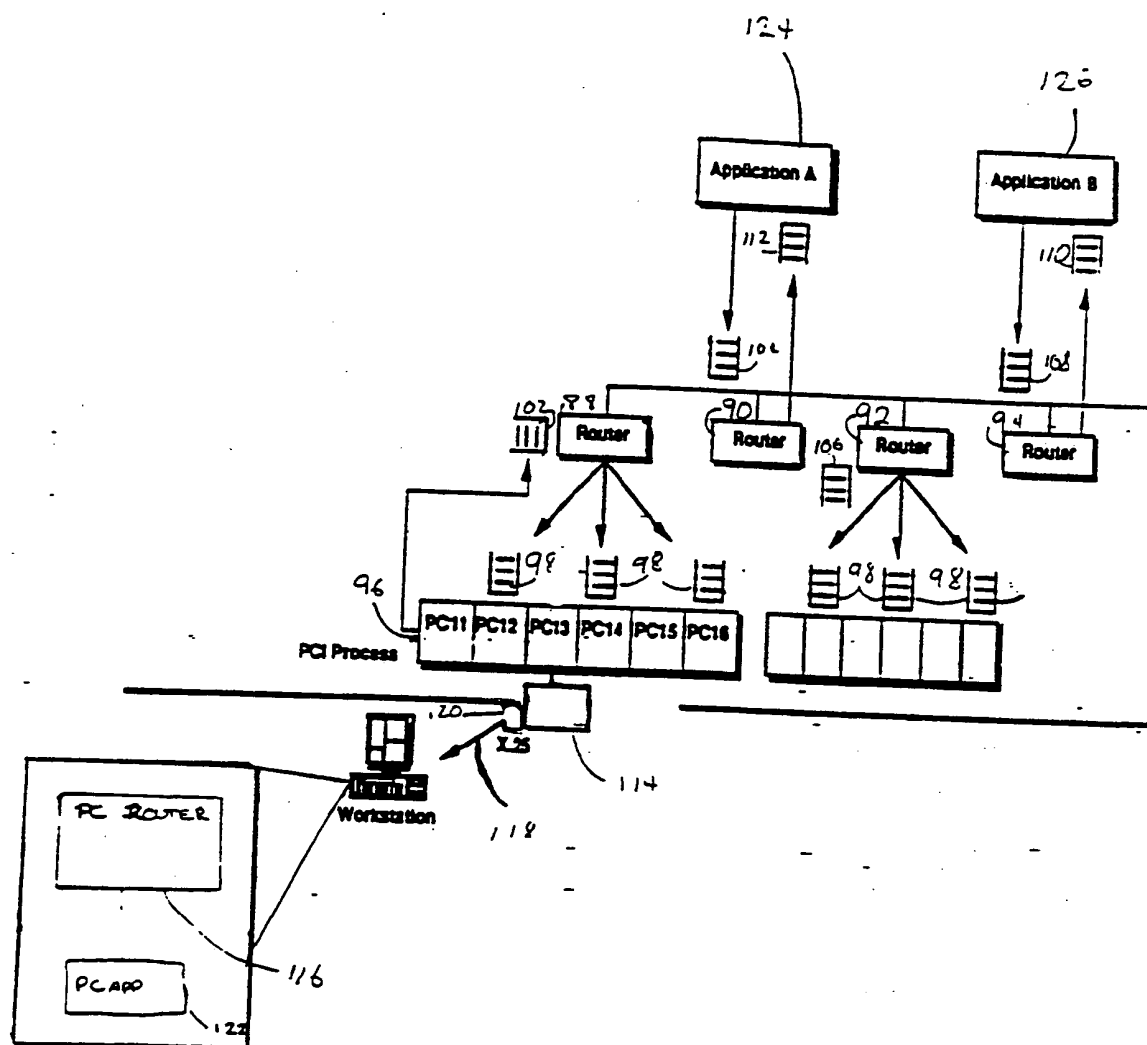 124
126
Application A
Application B
112
110
108
102
88
90
92
94
Router
Router
Router
Router
106
98
98
98
98
96
PC11 PC12 PC13 PC14 PC15 PC16
PCI Process
120
X.25
114
Workstation
118
PC ROUTER
116
PC APP
122